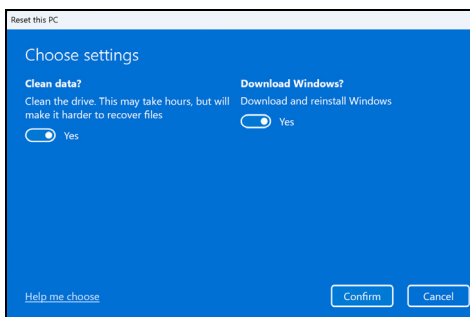 Reset this PC
Choose settings
Clean data?
Clean the drive. This may take hours, but will
make it harder to recover files
Yes
Download Windows?
Download and reinstall Windows
Yes
Help me choose
Confirm
Cancel